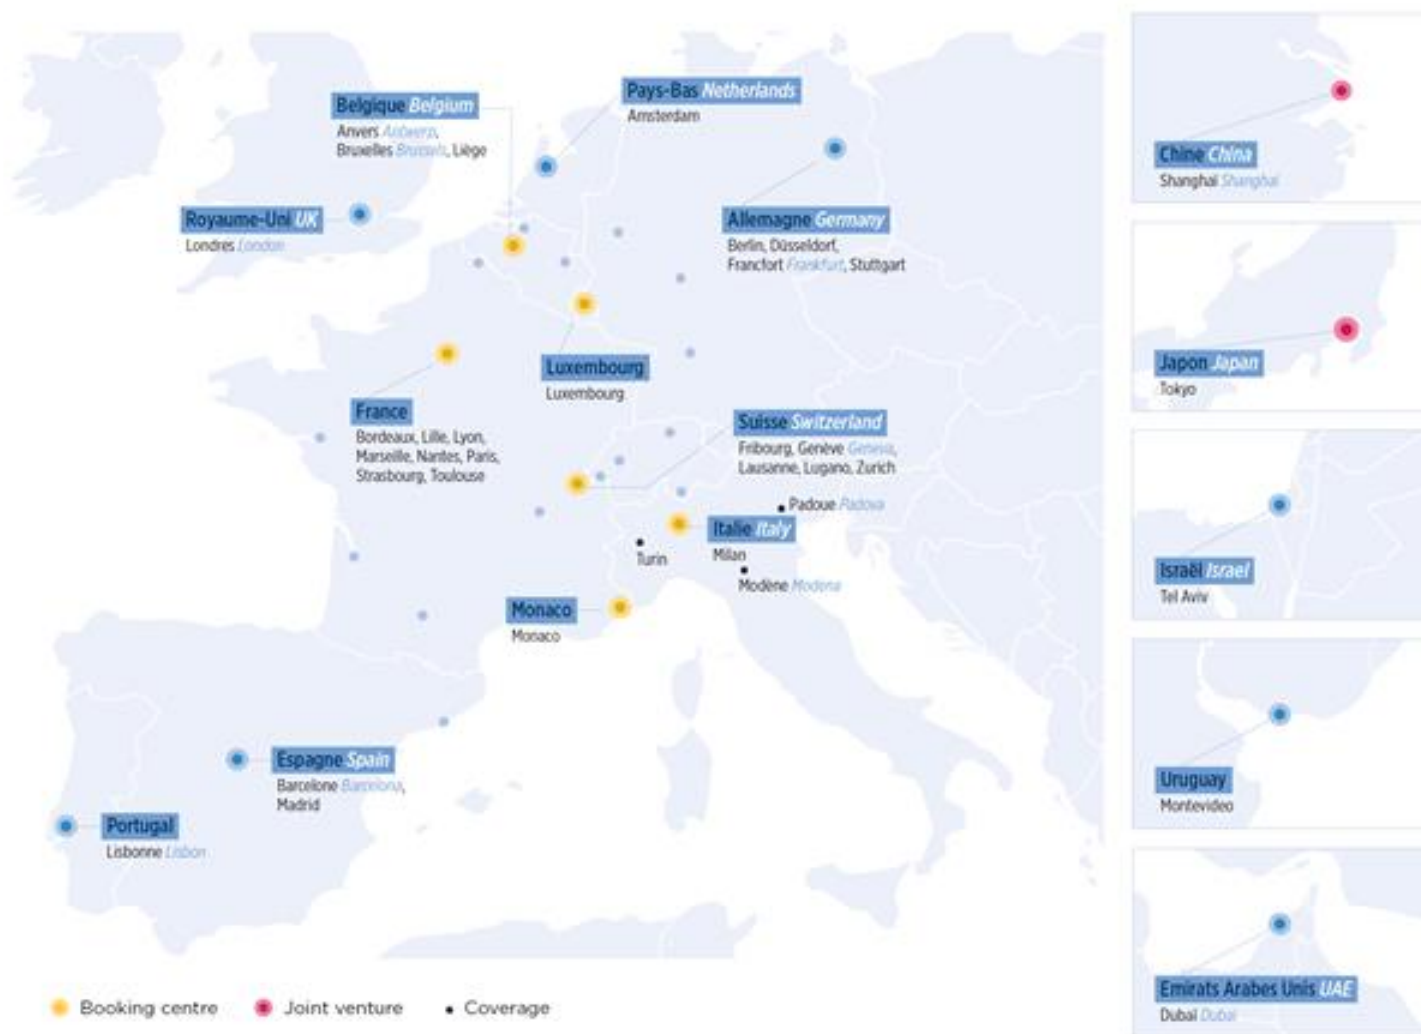 Belgique Belgium
Anvers Antwerp,
Bruxelles Brussels, Liège
Pays-Bas Netherlands
Amsterdam
Royaume-Uni UK
Londres London
Allemagne Germany
Berlin, Düsseldorf,
Francfort Frankfurt, Stuttgart
Luxembourg
Luxembourg
France
Bordeaux, Lille, Lyon,
Marseille, Nantes, Paris,
Strasbourg, Toulouse
Suisse Switzerland
Fribourg, Genève Geneva,
Lausanne, Lugano, Zurich
Padoue Padova
Italie Italy
Milan
Turin
Modène Modena
Monaco
Monaco
Espagne Spain
Barcelone Barcelona,
Madrid
Portugal
Lisbonne Lisbon
Chine China
Shanghai Shanghai
Japon Japan
Tokyo
Israël Israel
Tel Aviv
Uruguay
Montevideo
Emirats Arabes Unis UAE
Dubaï Dubai
Booking centre
Joint venture
Coverage